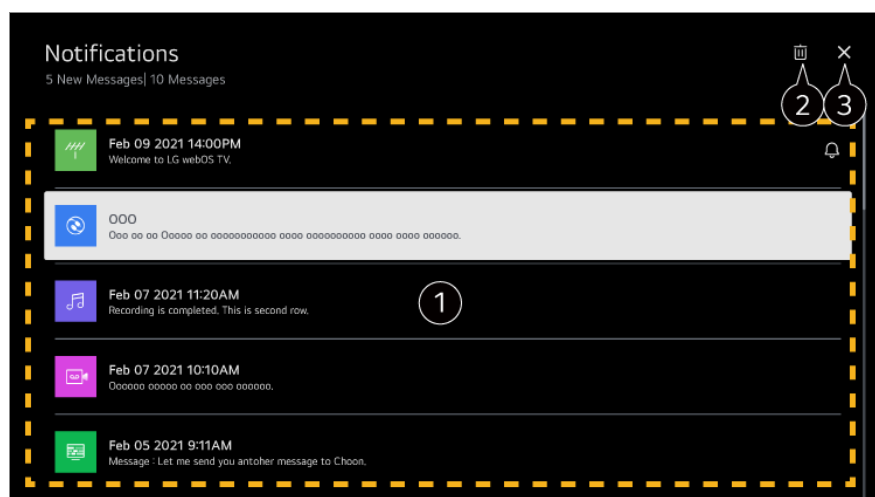 Notifications
5 New Messages| 10 Messages
2
3
Feb 09 2021 14:00PM
Welcome to LG webOS TV.
OOO
Ooo oo oo Ooooo oo ooooooooooo oooo oooooooooo oooo oooo oooooo.
Feb 07 2021 11:20AM
Recording is completed. This is second row.
1
Feb 07 2021 10:10AM
Oooooo ooooo oo ooo ooo oooooo.
Feb 05 2021 9:11AM
Message : Let me send you antoher message to Choon.